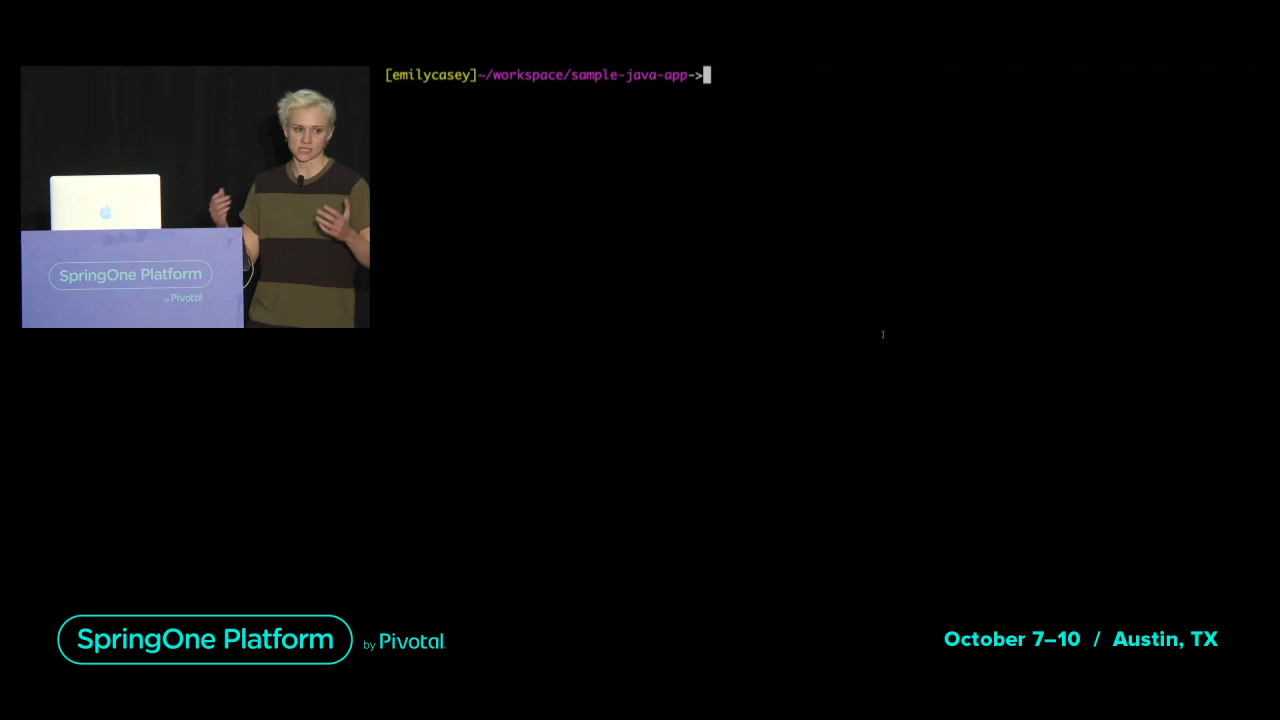 [emilycasey]~/workspace/sample-java-app->
SpringOne Platform
by Pivotal
SpringOne Platform by Pivotal
October 7–10 / Austin, TX